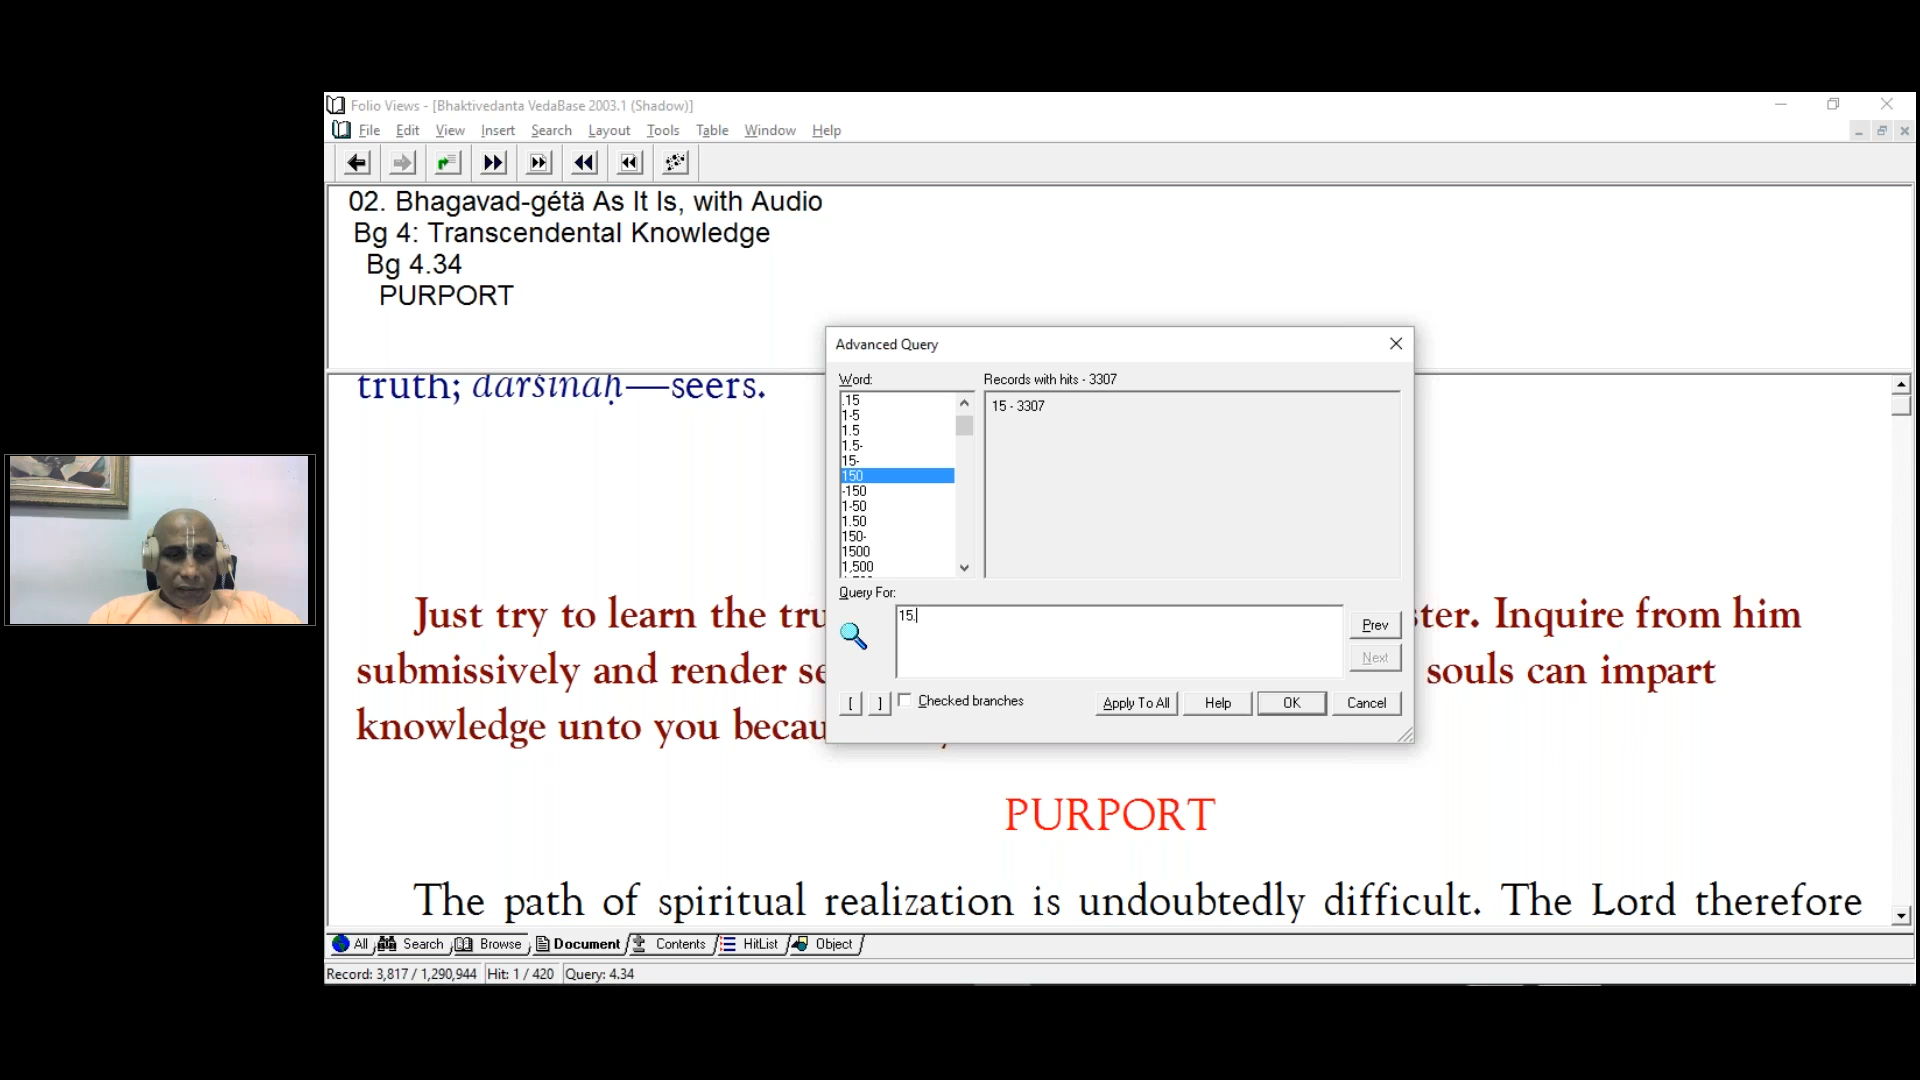 Folio Views - [Bhaktivedanta VedaBase 2003.1 (Shadow)]
File Edit View Insert Search Layout Tools Table Window Help
02. Bhagavad-gétä As It Is, with Audio
Bg 4: Transcendental Knowledge
Bg 4.34
PURPORT
truth; darśinaḥ—seers.
Advanced Query
Word:
Records with hits - 3307
.15
1-5
1.5
1.5-
15-
150
-150
1-50
1.50
150-
1500
1,500
15 - 3307
Query For:
15.
Prev
Next
[ ] Checked branches Apply To All Help OK Cancel
Just try to learn the tru ter. Inquire from him
submissively and render se souls can impart
knowledge unto you becau
PURPORT
The path of spiritual realization is undoubtedly difficult. The Lord therefore
All Search Browse Document Contents HitList Object
Record: 3,817 / 1,290,944 Hit: 1 / 420 Query: 4.34